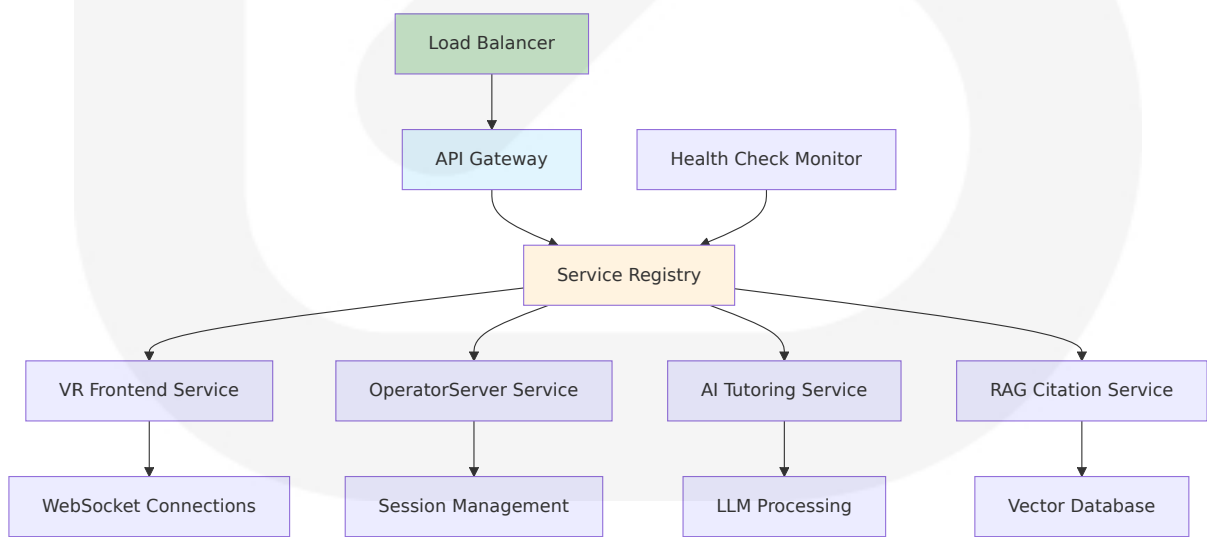 Load Balancer
API Gateway
Health Check Monitor
Service Registry
VR Frontend Service
OperatorServer Service
AI Tutoring Service
RAG Citation Service
WebSocket Connections
Session Management
LLM Processing
Vector Database